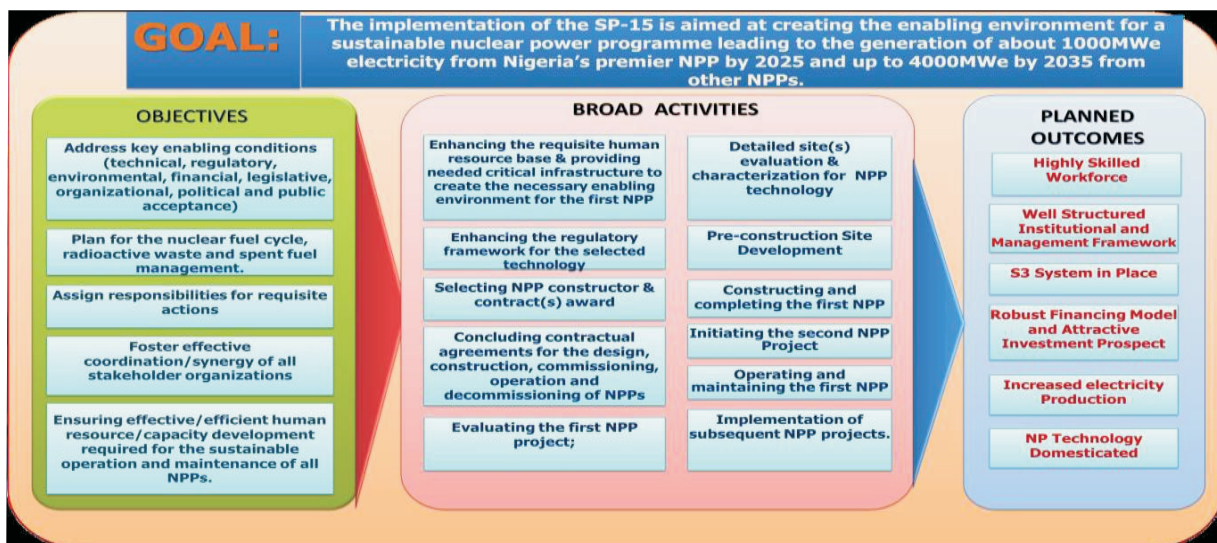 GOAL:
The implementation of the SP-15 is aimed at creating the enabling environment for a
sustainable nuclear power programme leading to the generation of about 1000MWe
electricity from Nigeria's premier NPP by 2025 and up to 4000MWe by 2035 from
other NPPs.
OBJECTIVES
Address key enabling conditions
(technical, regulatory,
environmental, financial, legislative,
organizational, political and public
acceptance)
Plan for the nuclear fuel cycle,
radioactive waste and spent fuel
management.
Assign responsibilities for requisite
actions
Foster effective
coordination/synergy of all
stakeholder organizations
Ensuring effective/efficient human
resource/capacity development
required for the sustainable
operation and maintenance of all
NPPs.
BROAD ACTIVITIES
Enhancing the requisite human
resource base & providing
needed critical infrastructure to
create the necessary enabling
environment for the first NPP
Enhancing the regulatory
framework for the selected
technology
Selecting NPP constructor &
contract(s) award
Concluding contractual
agreements for the design,
construction, commissioning,
operation and
decommissioning of NPPs
Evaluating the first NPP
project;
Detailed site(s)
evaluation &
characterization for NPP
technology
Pre-construction Site
Development
Constructing and
completing the first NPP
Initiating the second NPP
Project
Operating and
maintaining the first NPP
Implementation of
subsequent NPP projects.
PLANNED
OUTCOMES
Highly Skilled
Workforce
Well Structured
Institutional and
Management Framework
S3 System in Place
Robust Financing Model
and Attractive
Investment Prospect
Increased electricity
Production
NP Technology
Domesticated